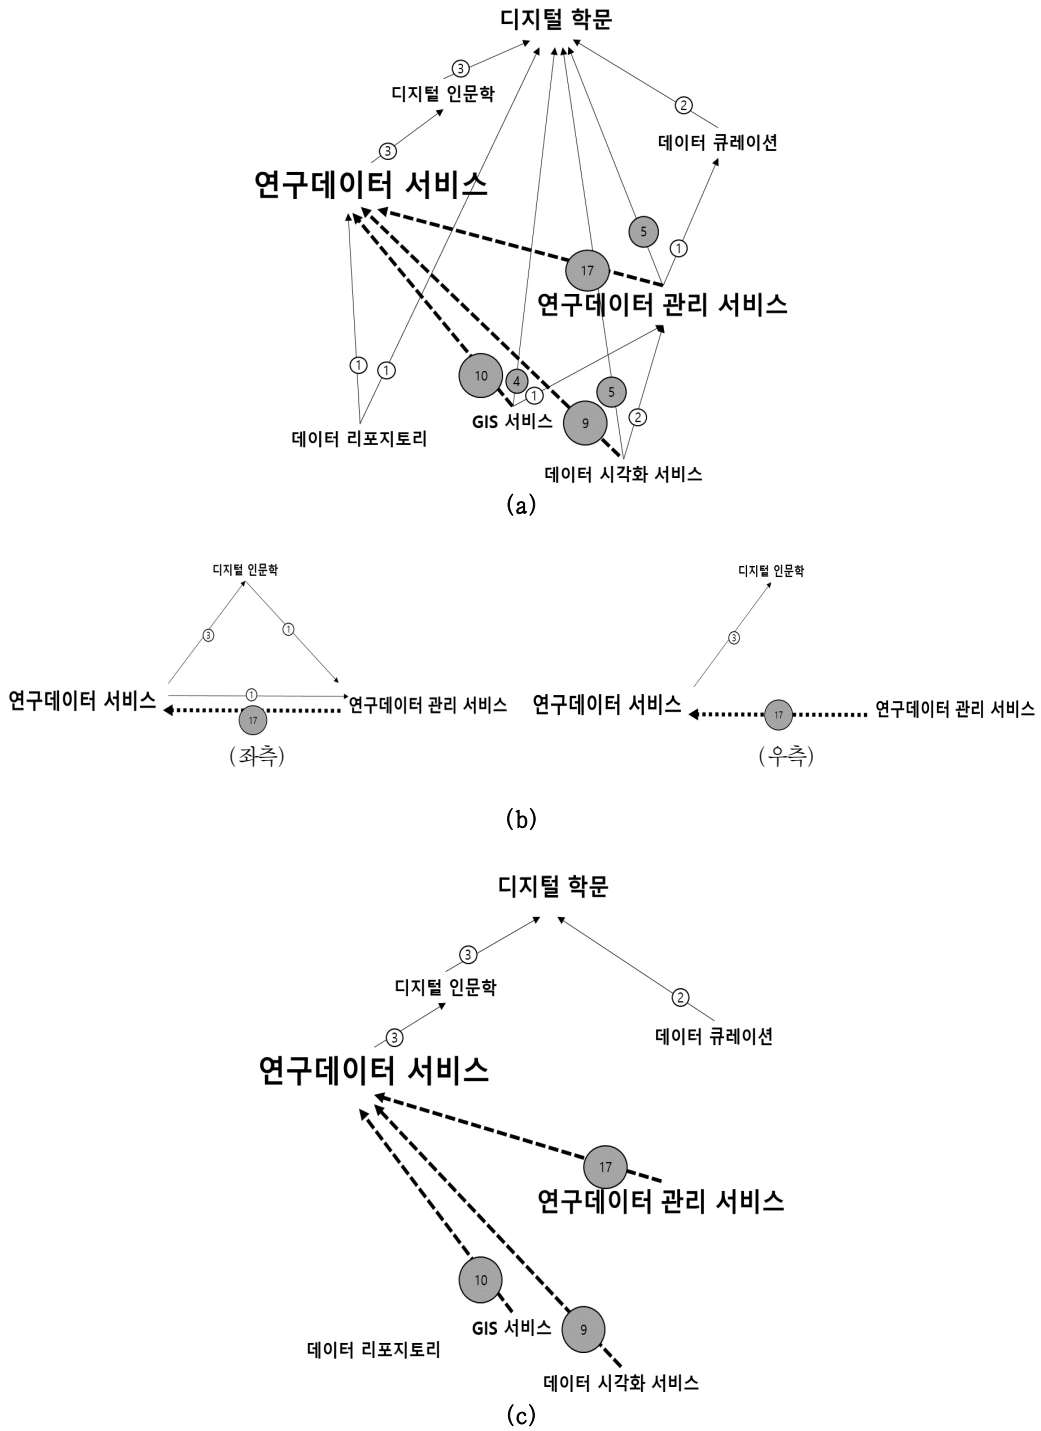 디지털 학문
3
디지털 인문학
2
데이터 큐레이션
3
연구데이터 서비스
5
1
17
연구데이터 관리 서비스
1
1
10
4
1
5
9
2
GIS 서비스
데이터 리포지토리
데이터 시각화 서비스
(a)
디지털 인문학
3
1
연구데이터 서비스
1
17
연구데이터 관리 서비스
(좌측)
디지털 인문학
3
연구데이터 서비스
17
연구데이터 관리 서비스
(우측)
(b)
디지털 학문
3
디지털 인문학
2
데이터 큐레이션
3
연구데이터 서비스
17
연구데이터 관리 서비스
10
GIS 서비스
9
데이터 리포지토리
데이터 시각화 서비스
(c)